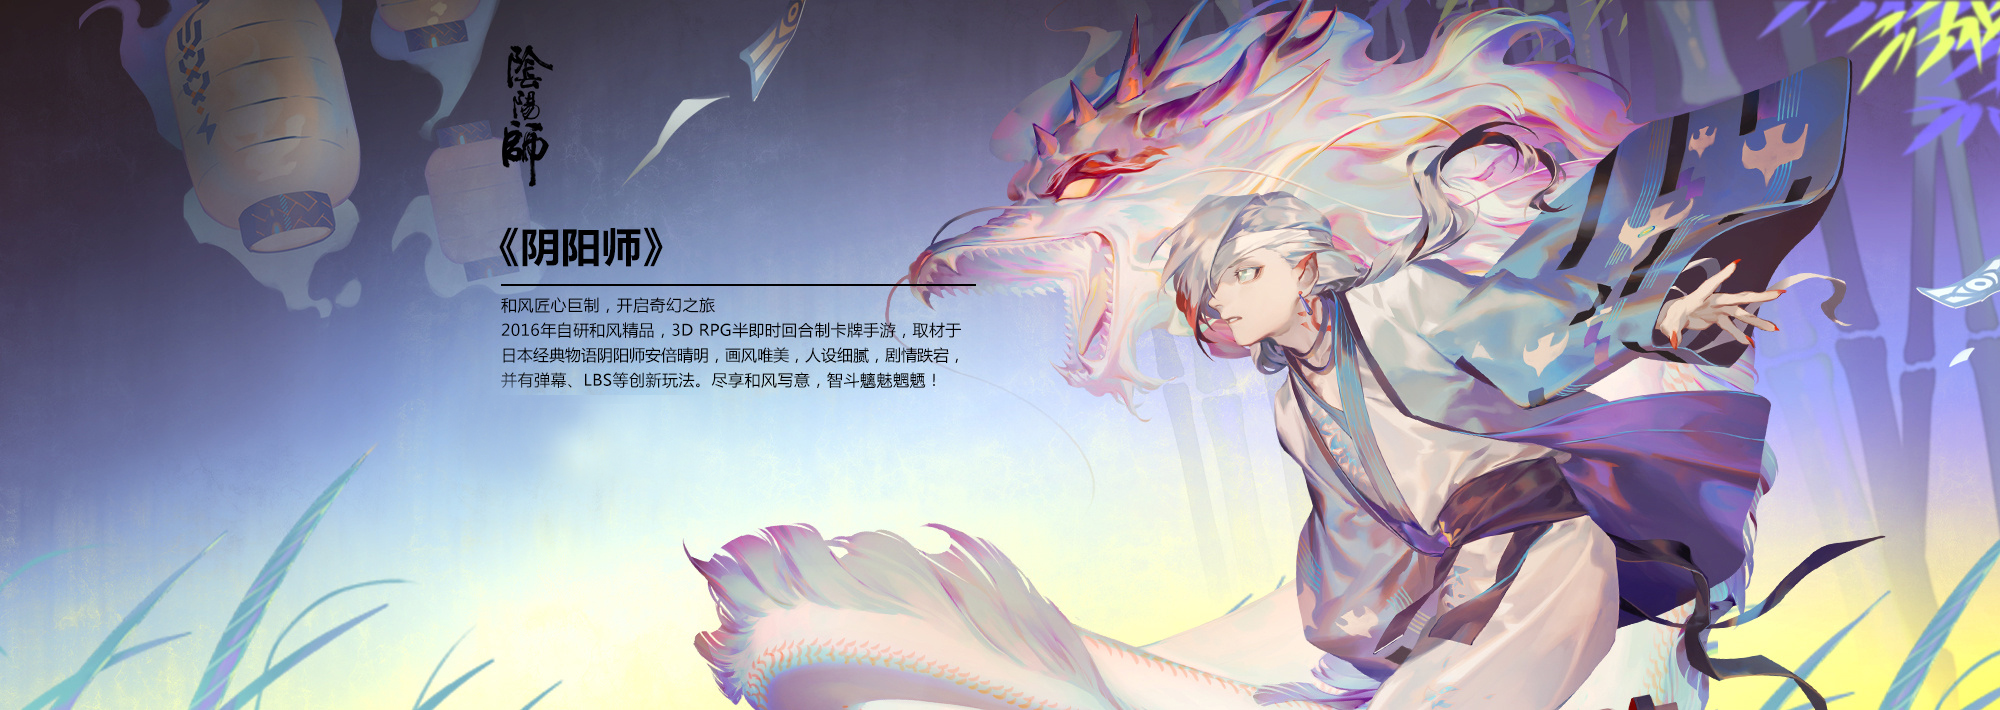 陰陽師
《阴阳师》
和风匠心巨制，开启奇幻之旅
2016年自研和风精品，3D RPG半即时回合制卡牌手游，取材于
日本经典物语阴阳师安倍晴明，画风唯美，人设细腻，剧情跌宕，
并有弹幕、LBS等创新玩法。尽享和风写意，智斗魑魅魍魉！